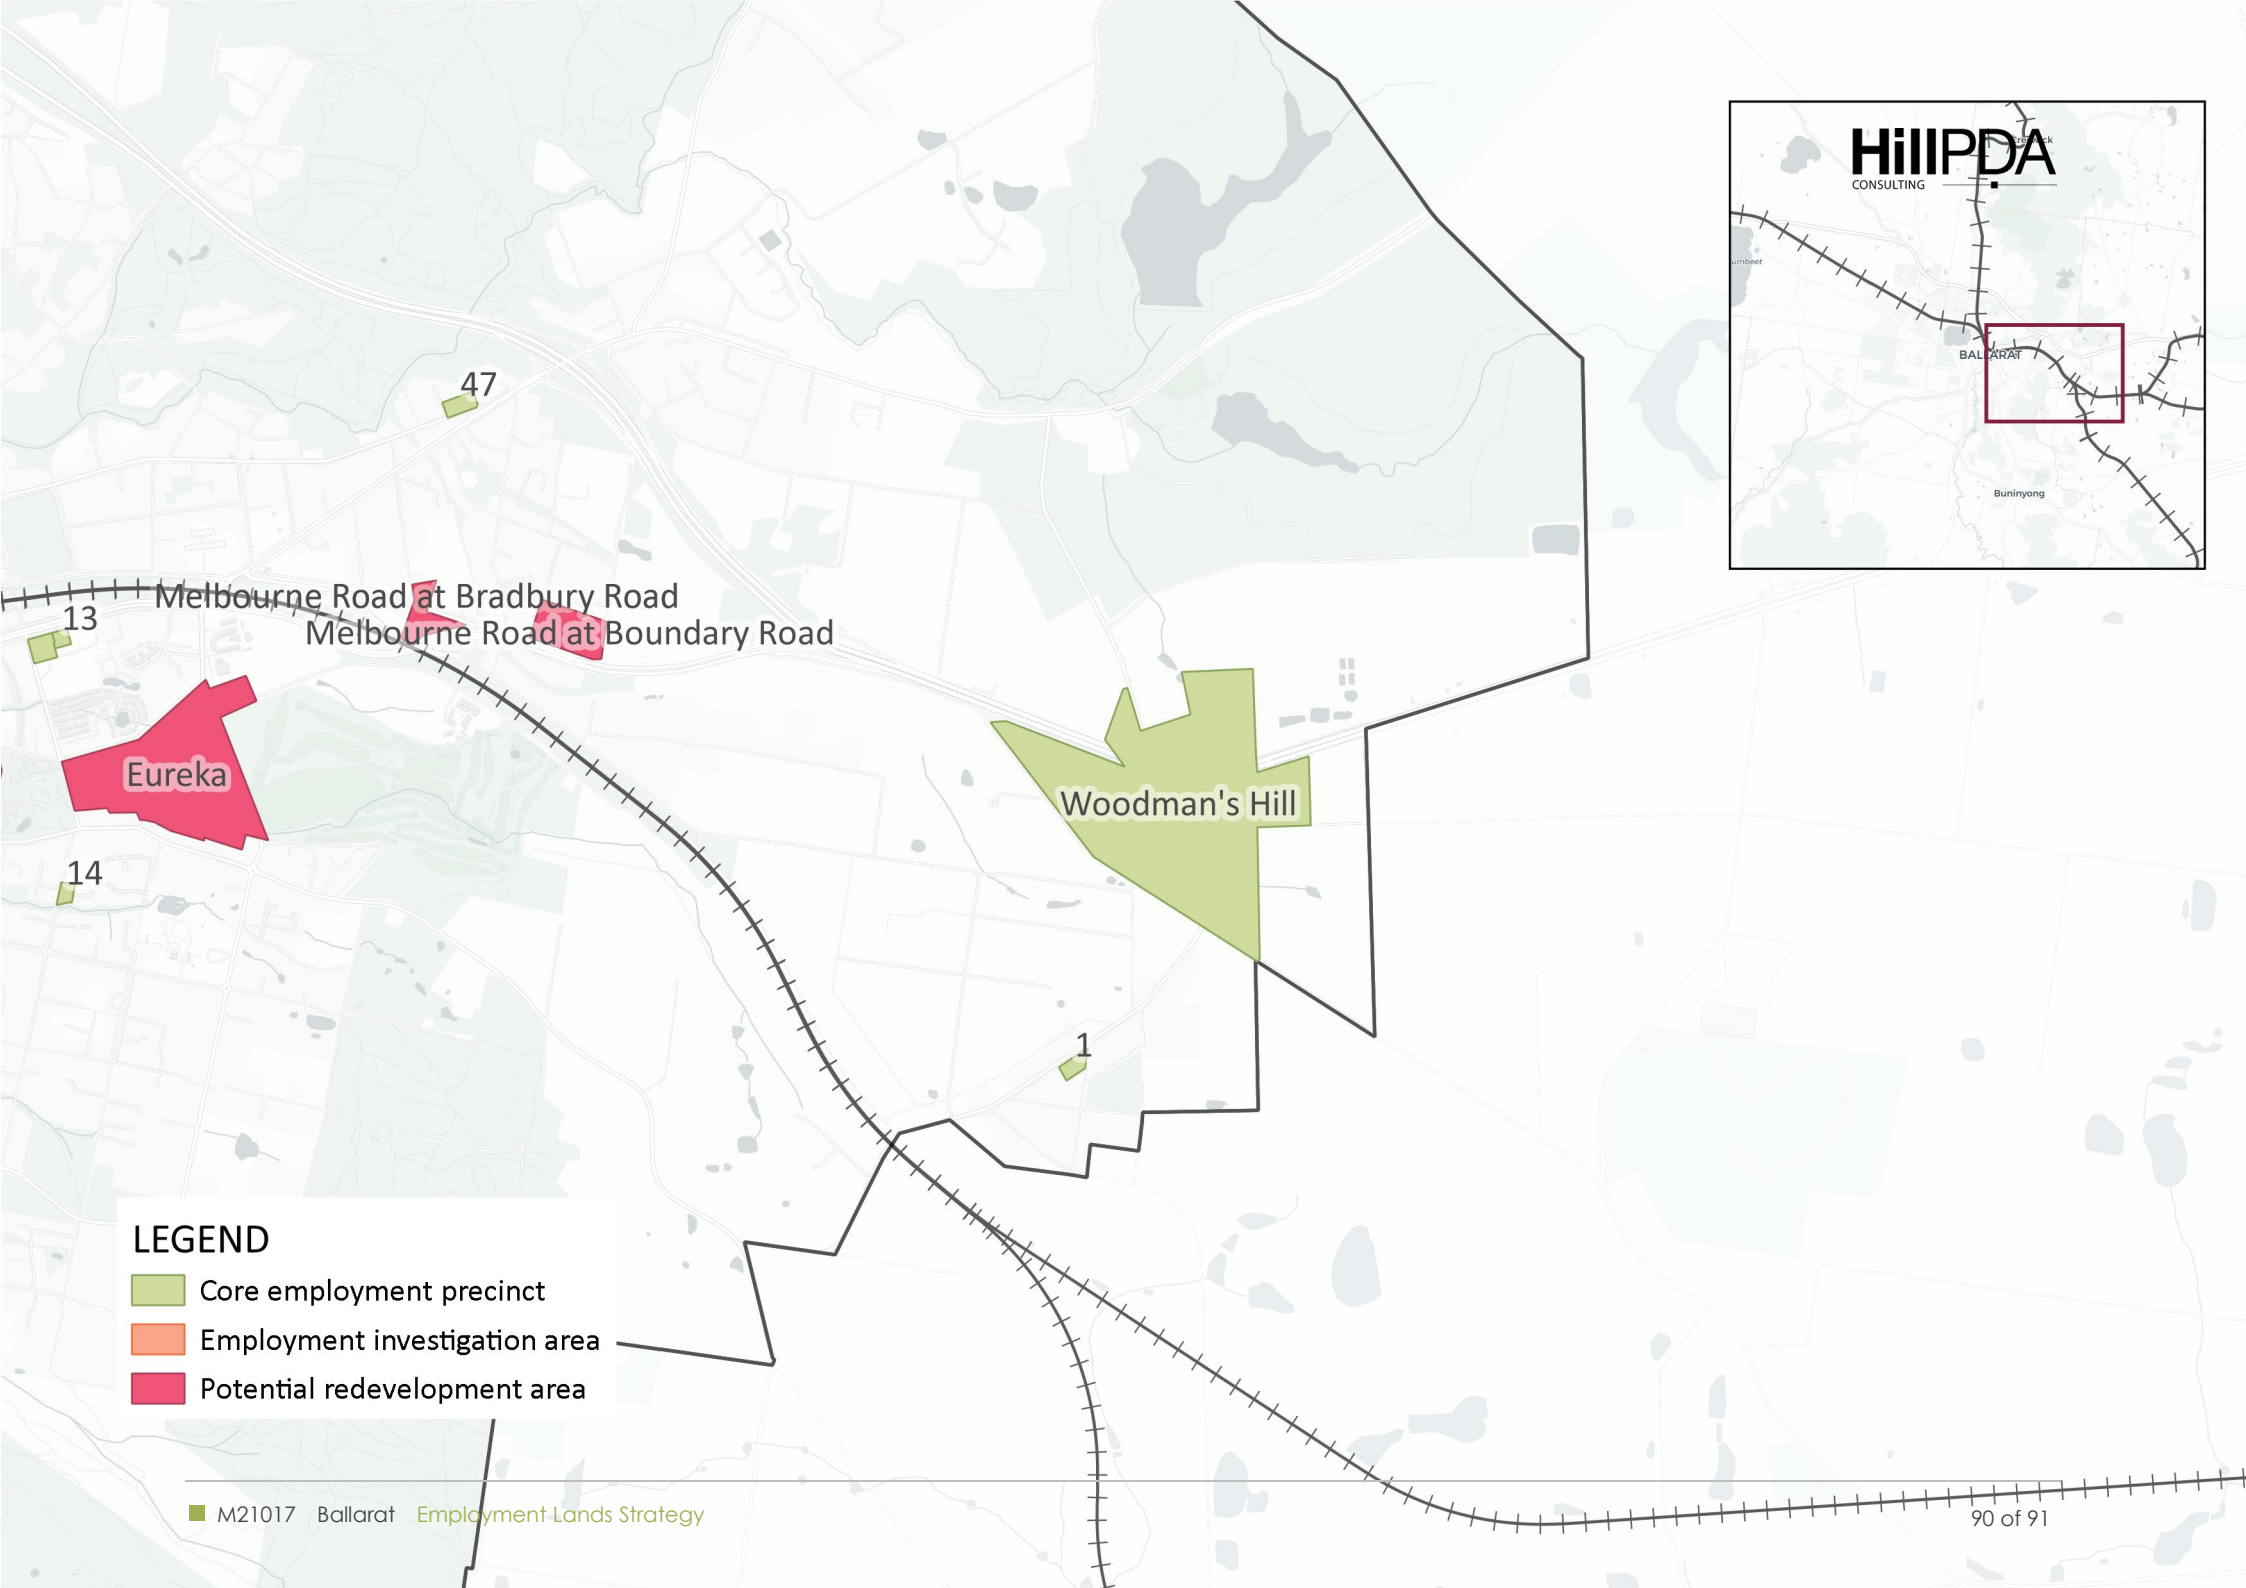 HillPDA
CONSULTING
Creswick
umbeet
BALLARAT
Buninyong
47
Melbourne Road at Bradbury Road
13
Melbourne Road at Boundary Road
Eureka
Woodman's Hill
14
1
LEGEND
Core employment precinct
Employment investigation area
Potential redevelopment area
M21017 Ballarat Employment Lands Strategy
90 of 91